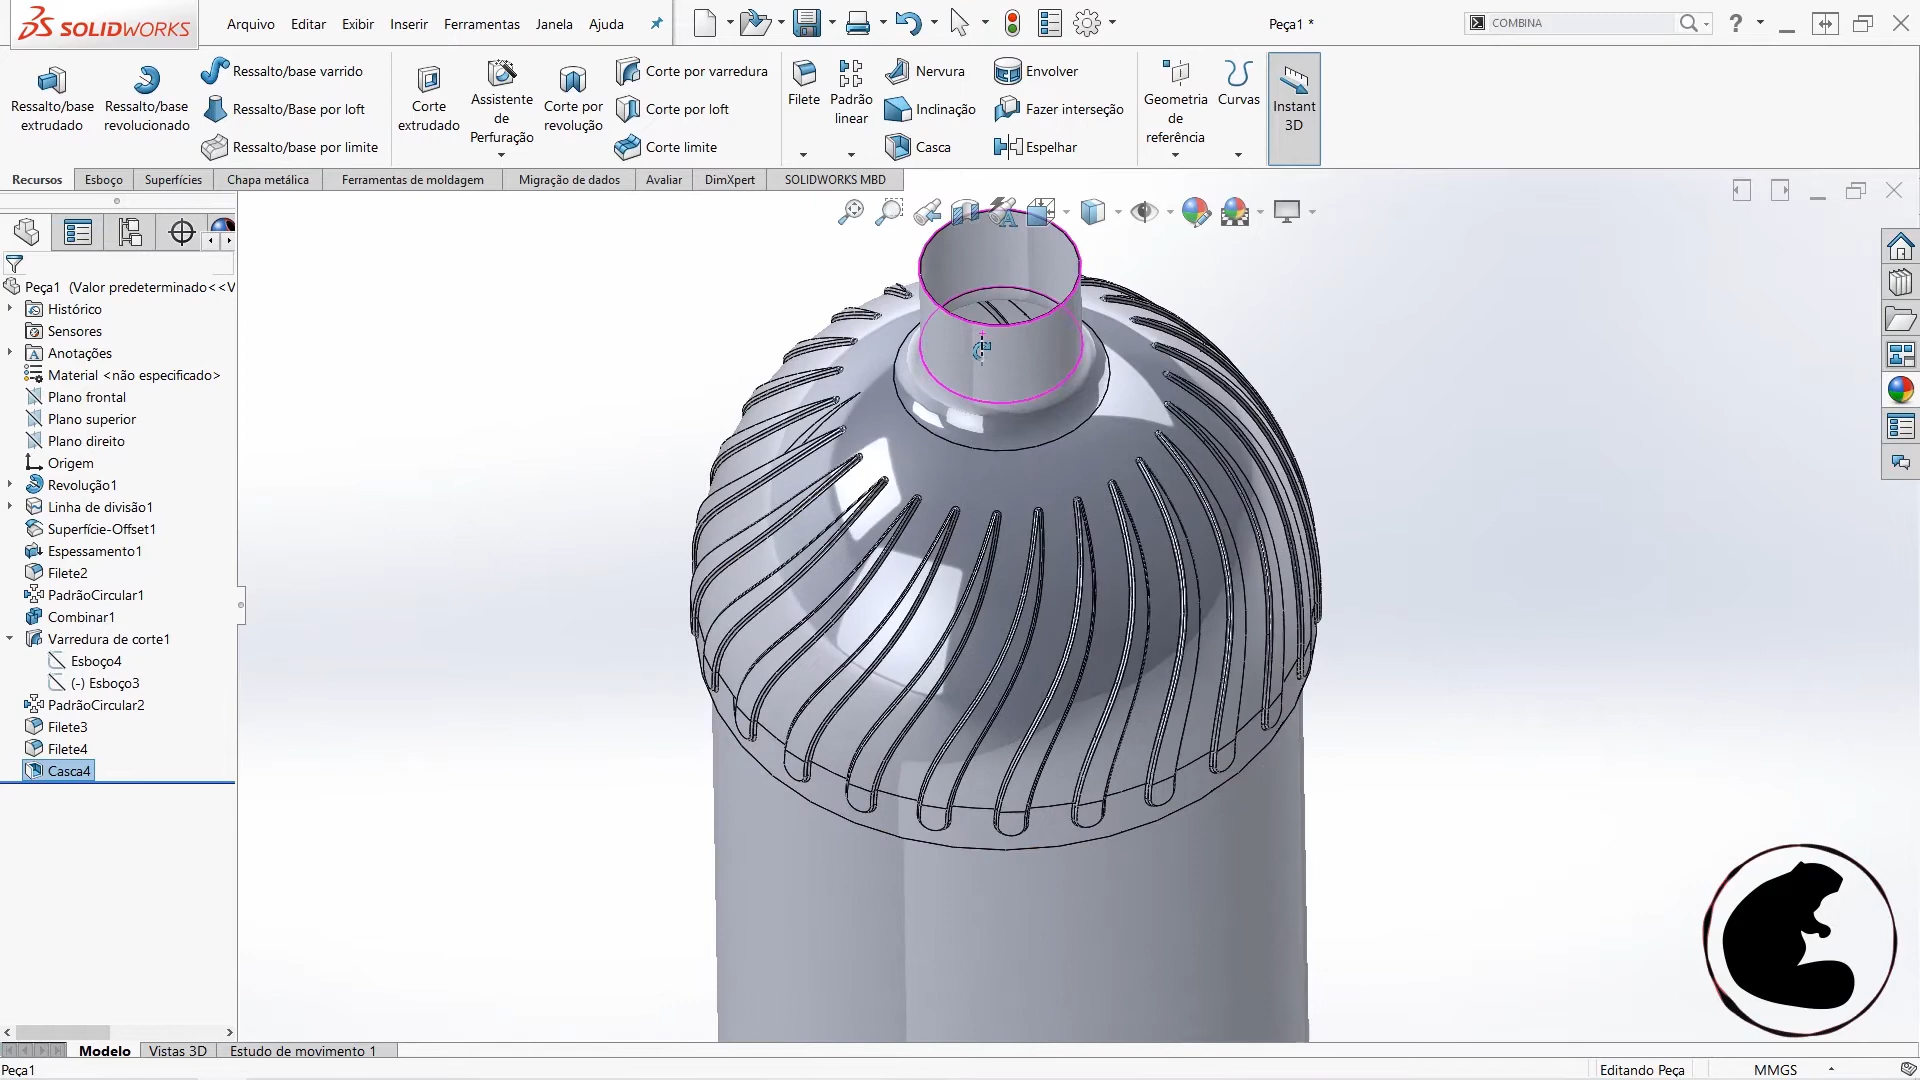 SOLIDWORKS
Arquivo Editar Exibir Inserir Ferramentas Janela Ajuda
Peça1 *
COMBINA
?
Ressalto/base extrudado
Ressalto/base revolucionado
Ressalto/base varrido
Ressalto/Base por loft
Ressalto/base por limite
Corte extrudado
Assistente de Perfuração
Corte por revolução
Corte por varredura
Corte por loft
Corte limite
Filete
Padrão linear
Nervura
Inclinação
Casca
Envolver
Fazer interseção
Espelhar
Geometria de referência
Curvas
Instant 3D
Recursos Esboço Superfícies Chapa metálica Ferramentas de moldagem Migração de dados Avaliar DimXpert SOLIDWORKS MBD
Peça1 (Valor predeterminado<<V
Histórico
Sensores
Anotações
Material <não especificado>
Plano frontal
Plano superior
Plano direito
Origem
Revolução1
Linha de divisão1
Superfície-Offset1
Espessamento1
Filete2
PadrãoCircular1
Combinar1
Varredura de corte1
Esboço4
(-) Esboço3
PadrãoCircular2
Filete3
Filete4
Casca4
Modelo Vistas 3D Estudo de movimento 1
Peça1
Editando Peça
MMGS